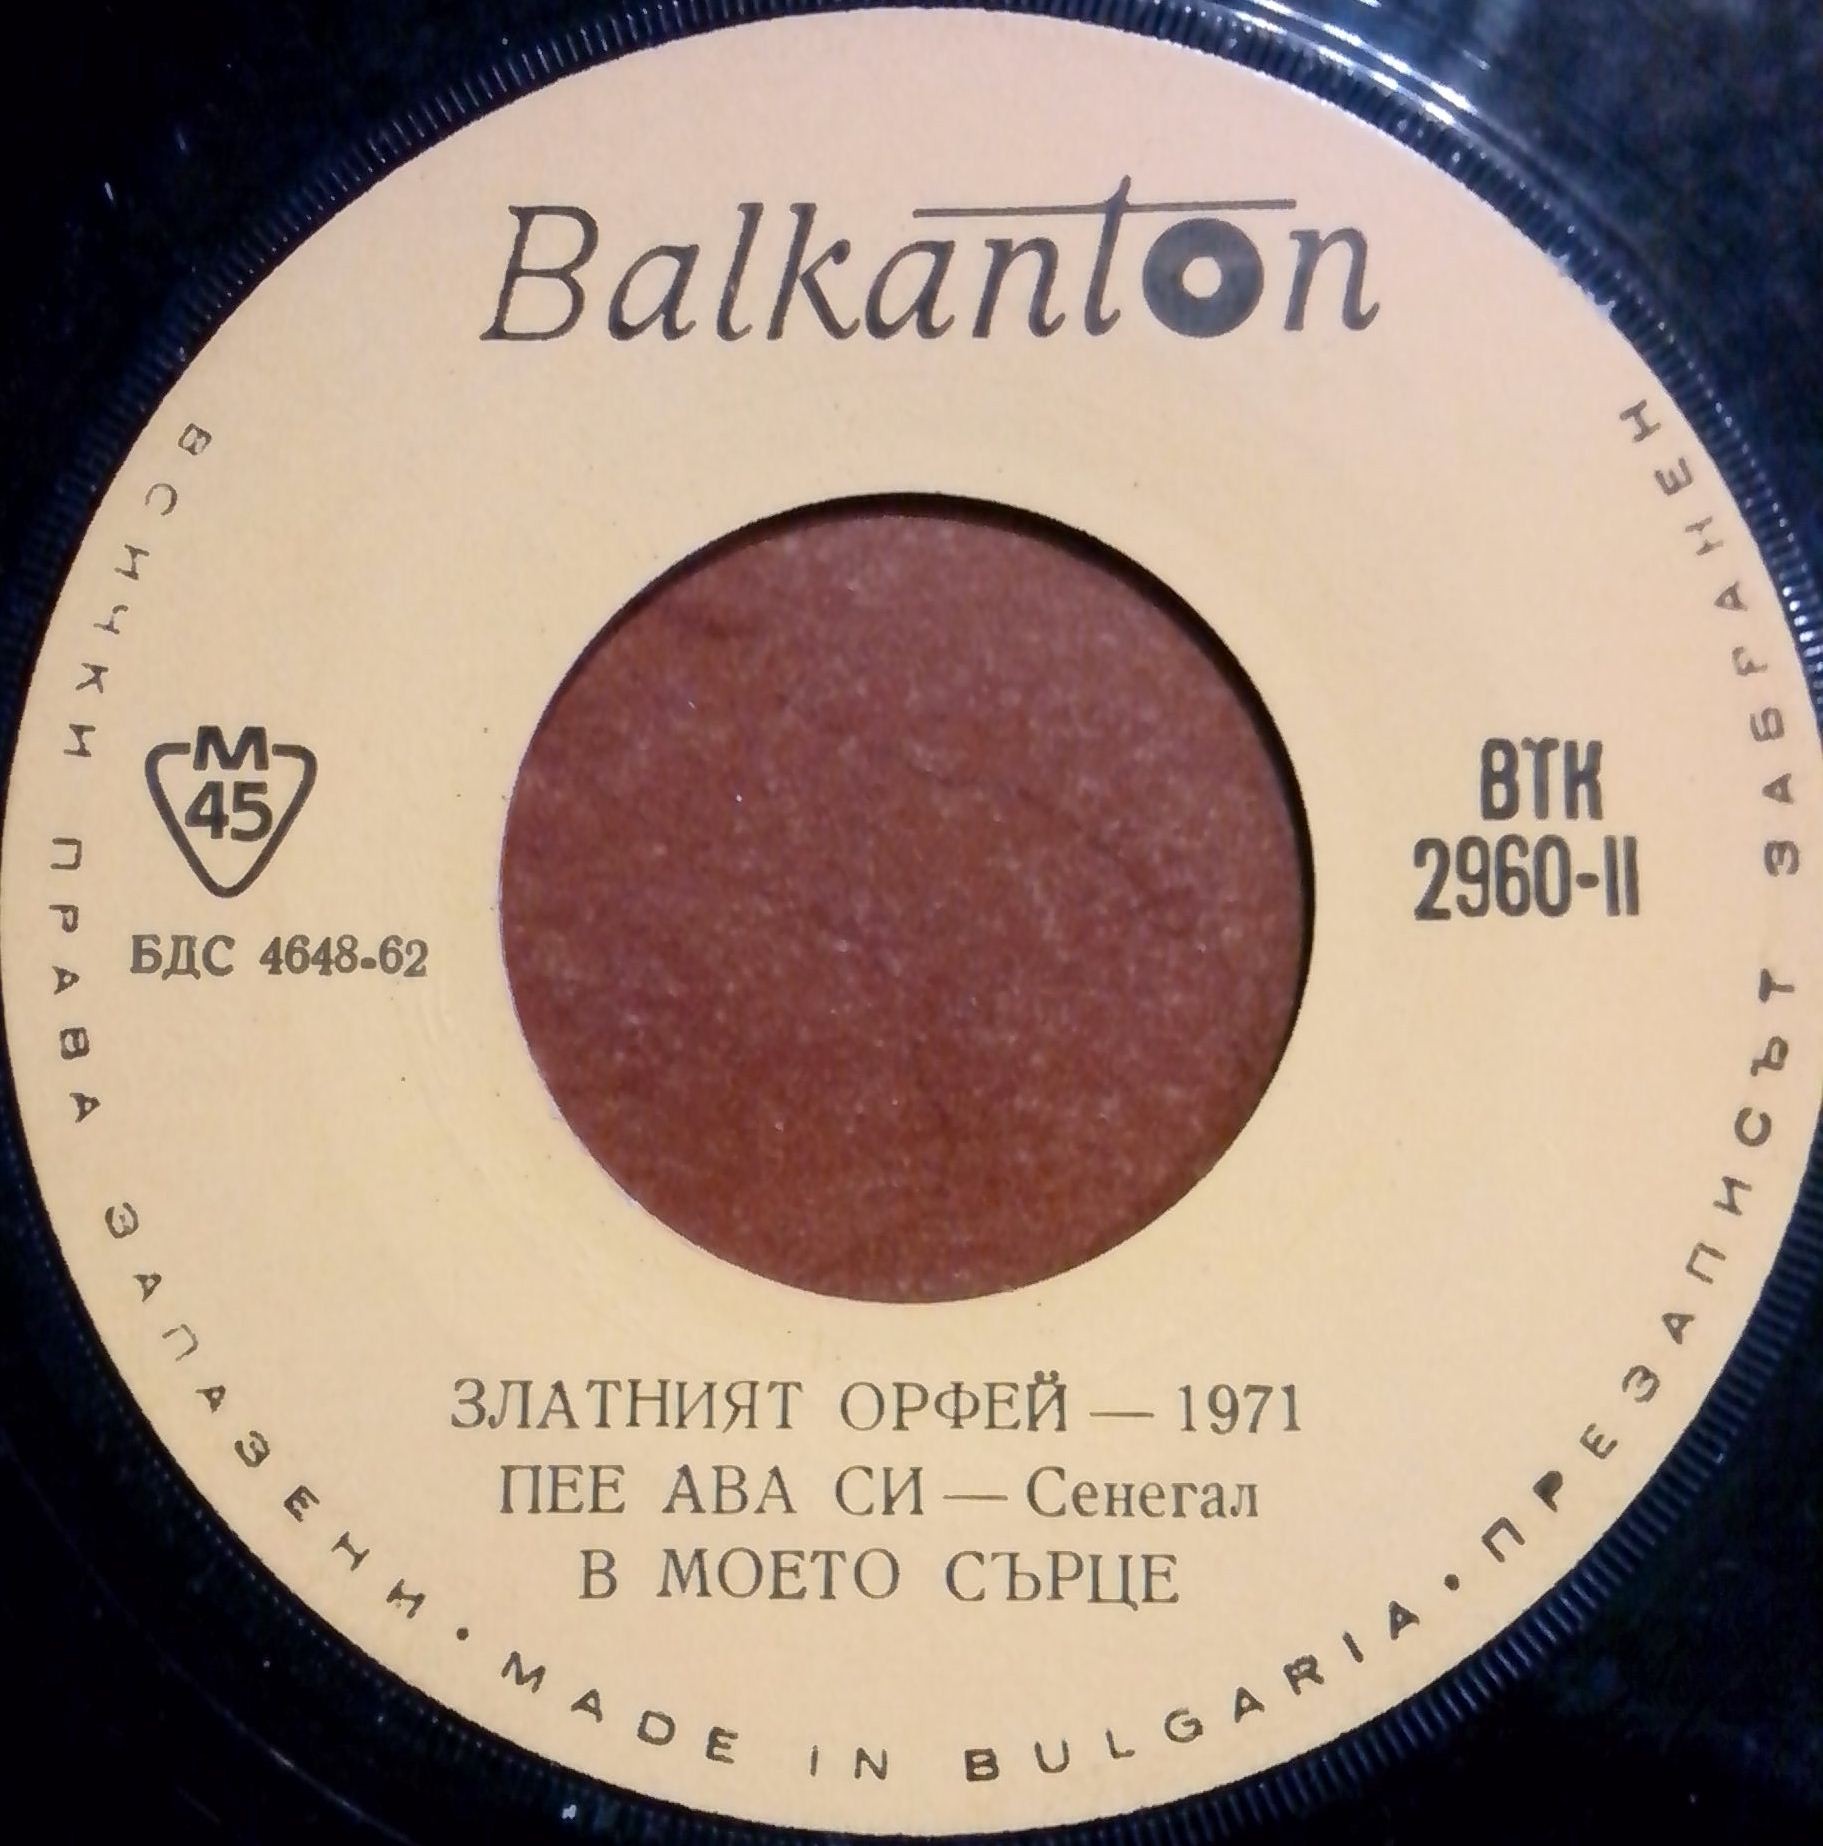 Balkanton
М
45
БДС 4648-62
ВТК
2960-II
ЗЛАТНИЯТ ОРФЕЙ — 1971
ПЕЕ АВА СИ — Сенегал
В МОЕТО СЪРЦЕ
ВСИЧКИ ПРАВА ЗАПАЗЕНИ • MADE IN BULGARIA • ПРЕЗАПИСЪТ ЗАБРАНЕН